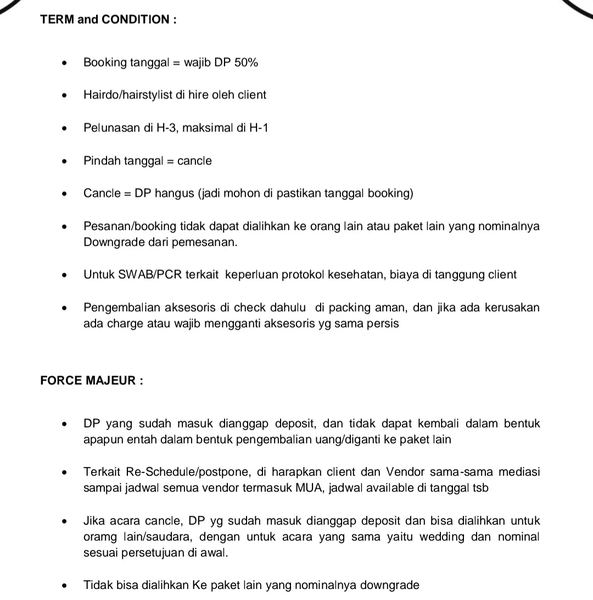 TERM and CONDITION :
• Booking tanggal = wajib DP 50%
• Hairdo/hairstylist di hire oleh client
• Pelunasan di H-3, maksimal di H-1
• Pindah tanggal = cancle
• Cancle = DP hangus (jadi mohon di pastikan tanggal booking)
• Pesanan/booking tidak dapat dialihkan ke orang lain atau paket lain yang nominalnya
Downgrade dari pemesanan.
• Untuk SWAB/PCR terkait keperluan protokol kesehatan, biaya di tanggung client
• Pengembalian aksesoris di check dahulu di packing aman, dan jika ada kerusakan
ada charge atau wajib mengganti aksesoris yg sama persis
FORCE MAJEUR :
• DP yang sudah masuk dianggap deposit, dan tidak dapat kembali dalam bentuk
apapun entah dalam bentuk pengembalian uang/diganti ke paket lain
• Terkait Re-Schedule/postpone, di harapkan client dan Vendor sama-sama mediasi
sampai jadwal semua vendor termasuk MUA, jadwal available di tanggal tsb
• Jika acara cancle, DP yg sudah masuk dianggap deposit dan bisa dialihkan untuk
oramg lain/saudara, dengan untuk acara yang sama yaitu wedding dan nominal
sesuai persetujuan di awal.
• Tidak bisa dialihkan Ke paket lain yang nominalnya downgrade